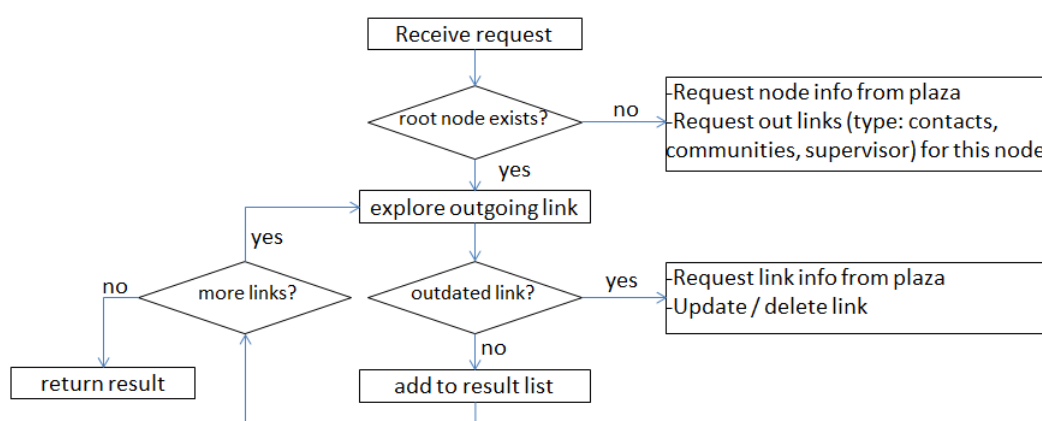 Receive request
root node exists?
no
-Request node info from plaza
-Request out links (type: contacts,
communities, supervisor) for this node
yes
explore outgoing link
yes
no
more links?
outdated link?
yes
-Request link info from plaza
-Update / delete link
no
return result
add to result list